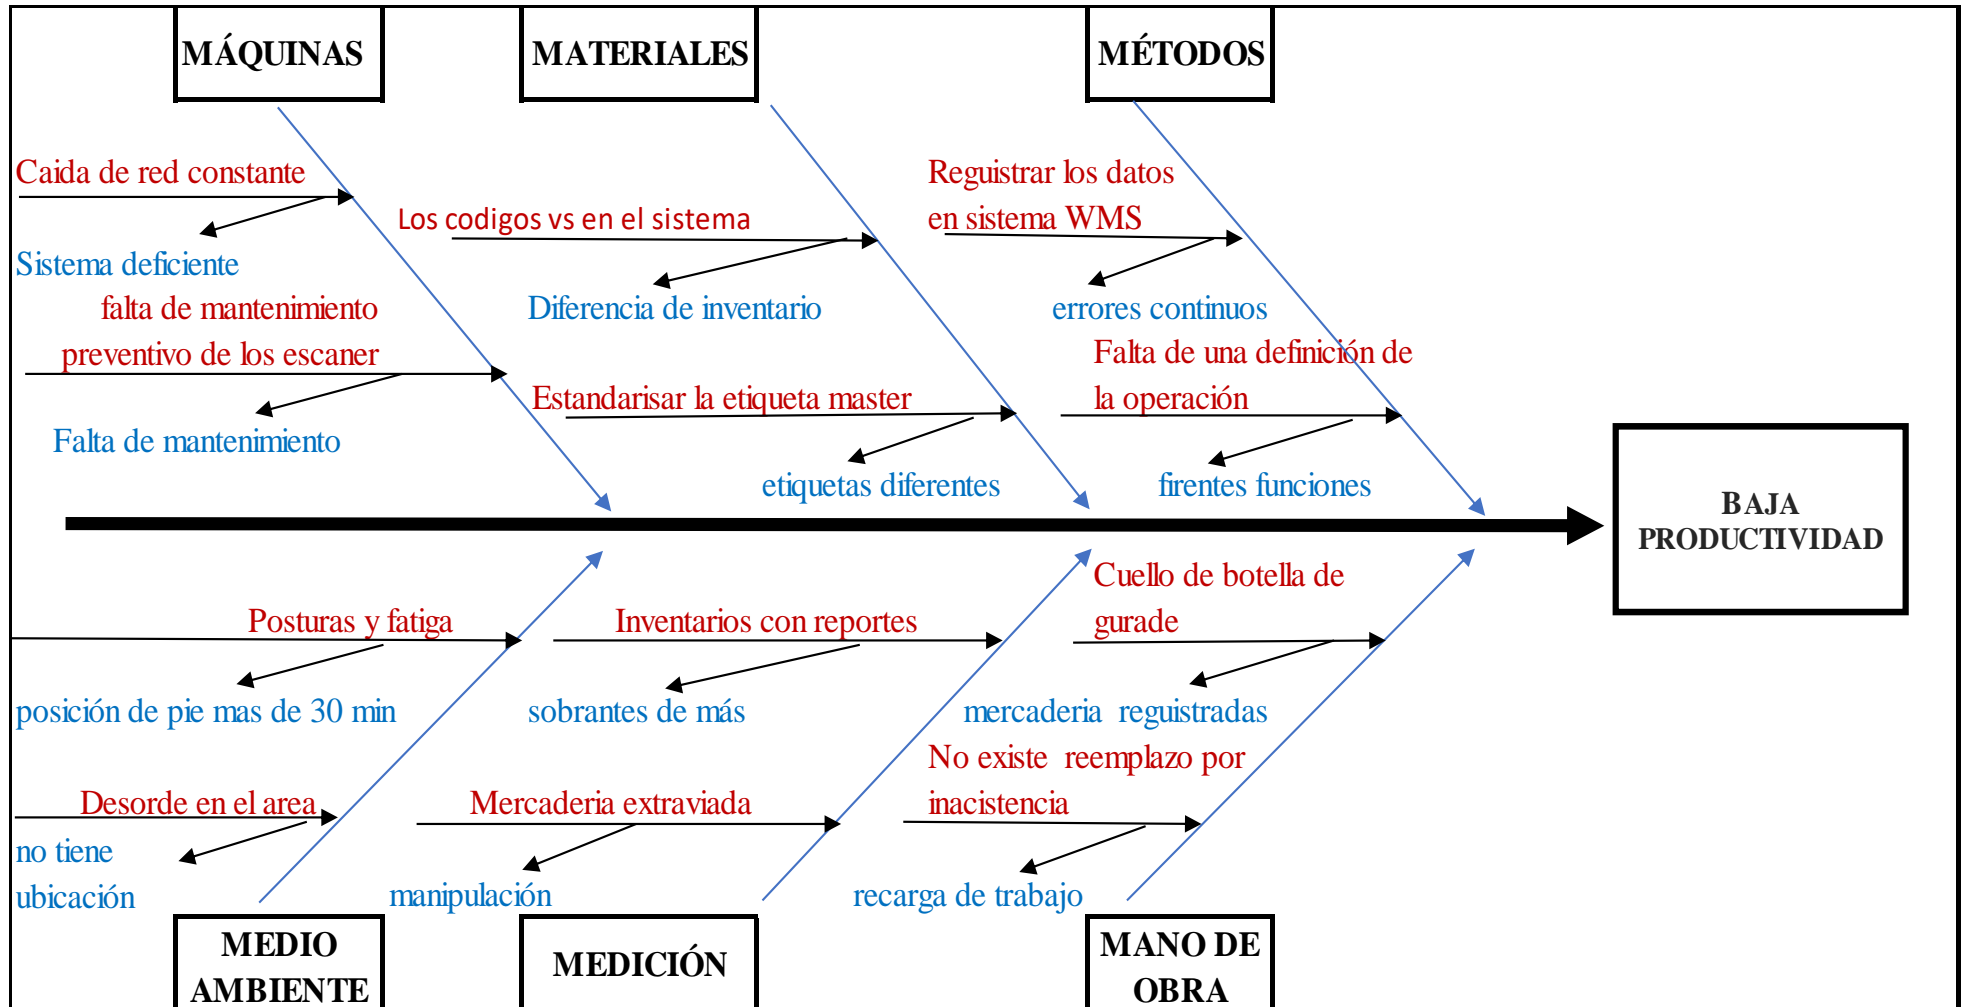 MÁQUINAS
MATERIALES
MÉTODOS
Caida de red constante
Sistema deficiente
falta de mantenimiento
preventivo de los escaner
Falta de mantenimiento
Los codigos vs en el sistema
Diferencia de inventario
Estandarisar la etiqueta master
etiquetas diferentes
Reguistrar los datos
en sistema WMS
errores continuos
Falta de una definición de
la operación
firentes funciones
BAJA
PRODUCTIVIDAD
Posturas y fatiga
posición de pie mas de 30 min
Desorde en el area
no tiene
ubicación
Inventarios con reportes
sobrantes de más
Mercaderia extraviada
manipulación
Cuello de botella de
gurade
mercaderia  reguistradas
No existe  reemplazo por
inacistencia
recarga de trabajo
MEDIO
AMBIENTE
MEDICIÓN
MANO DE
OBRA